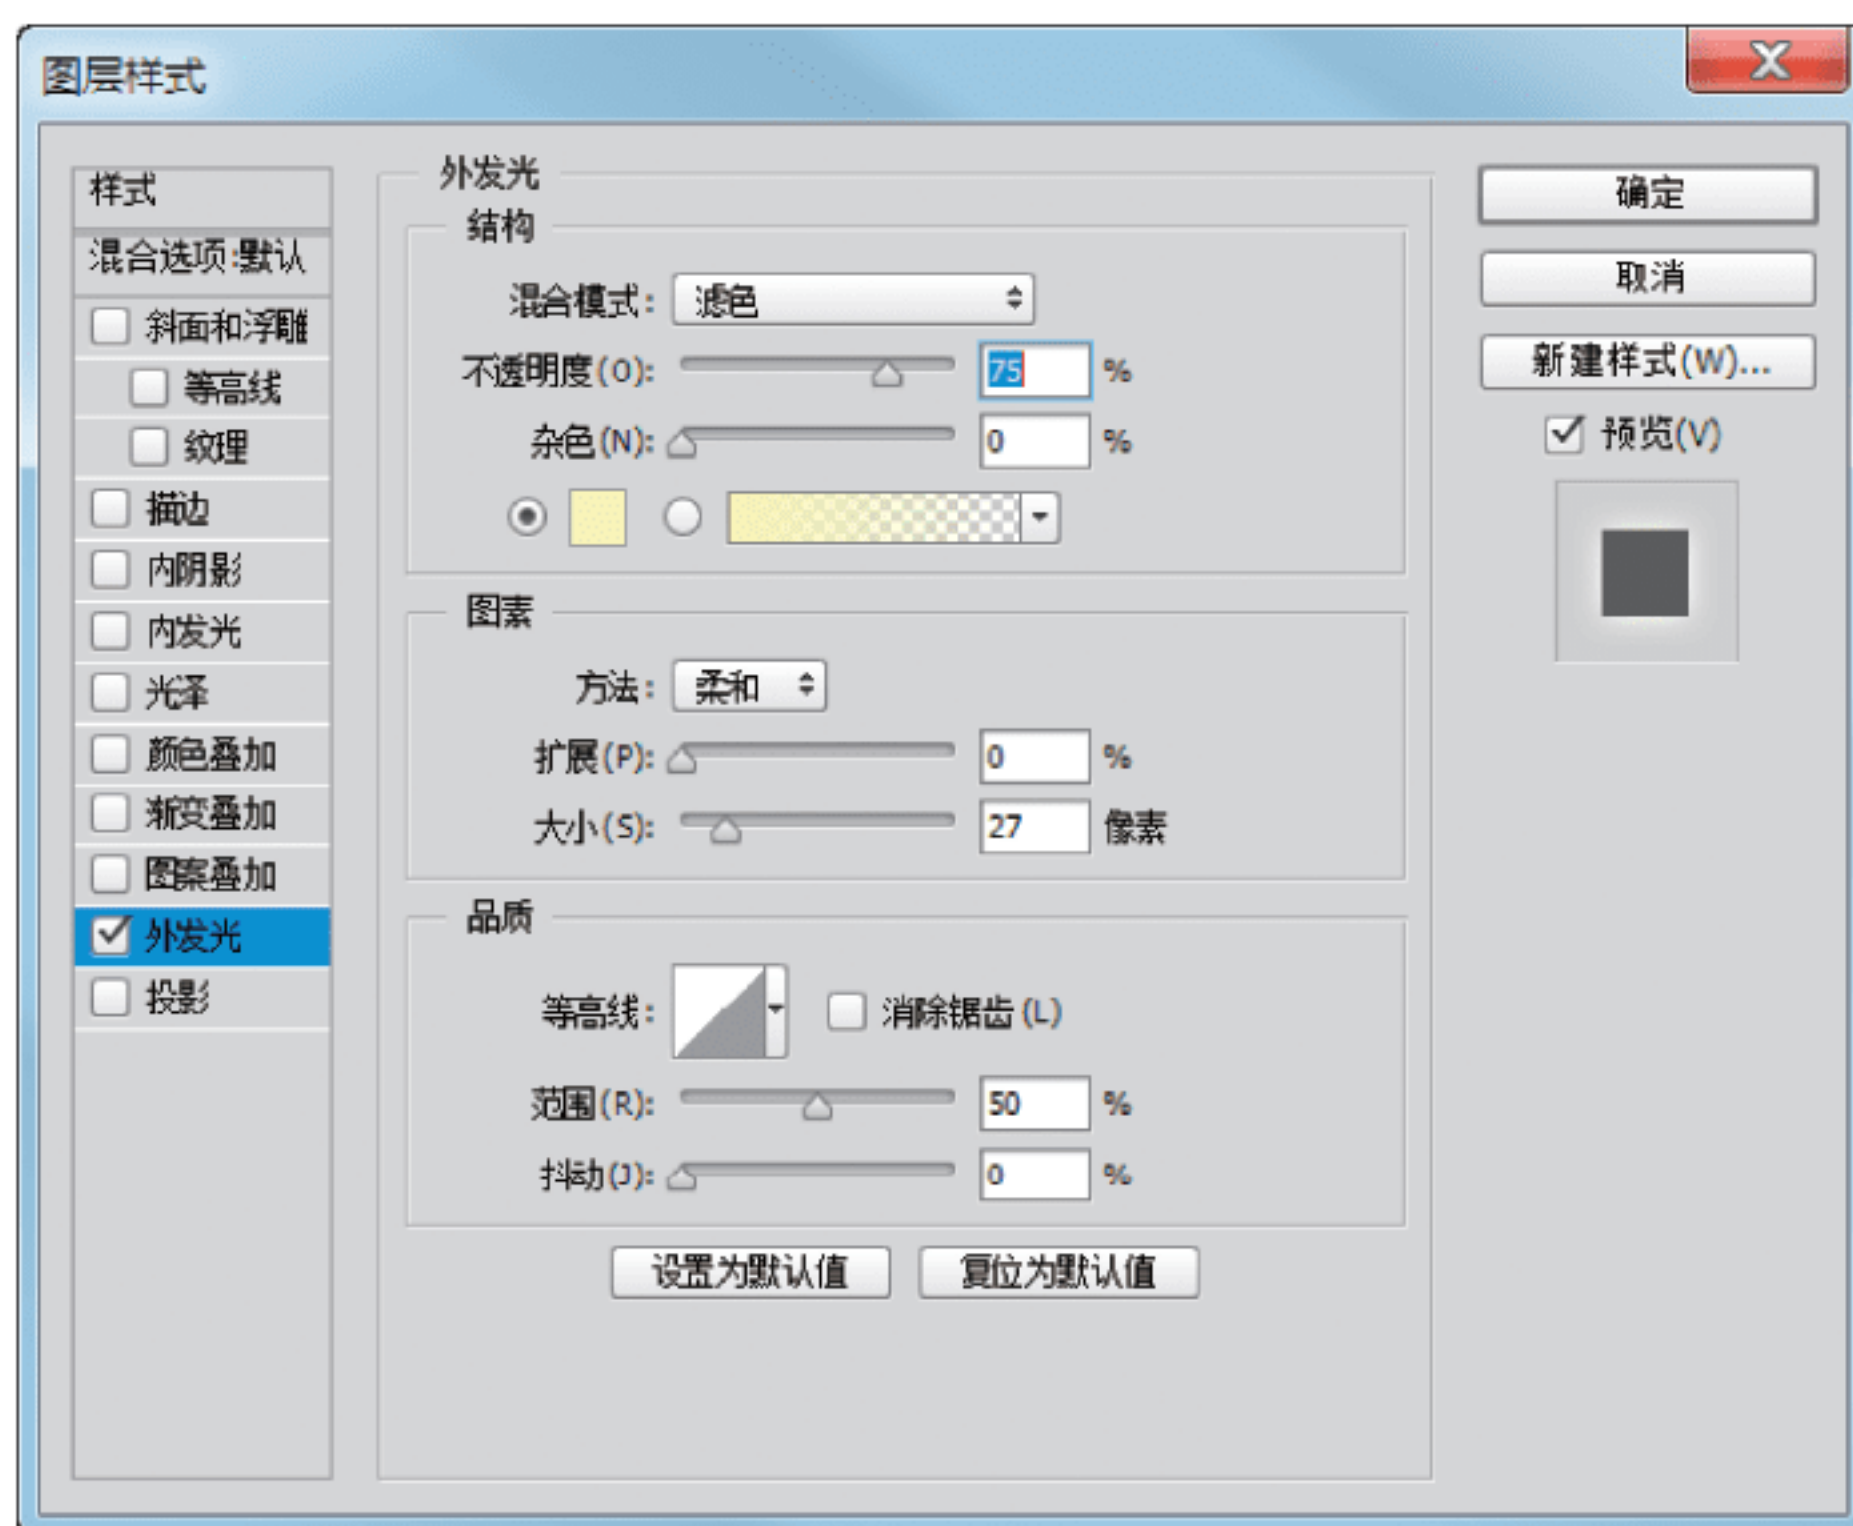 图层样式
样式
混合选项:默认
斜面和浮雕
等高线
纹理
描边
内阴影
内发光
光泽
颜色叠加
渐变叠加
图案叠加
外发光
投影
外发光
结构
混合模式: 滤色
不透明度(O): 75 %
杂色(N): 0 %
图素
方法: 柔和
扩展(P): 0 %
大小(S): 27 像素
品质
等高线: 消除锯齿(L)
范围(R): 50 %
抖动(J): 0 %
设置为默认值 复位为默认值
确定
取消
新建样式(W)...
预览(V)